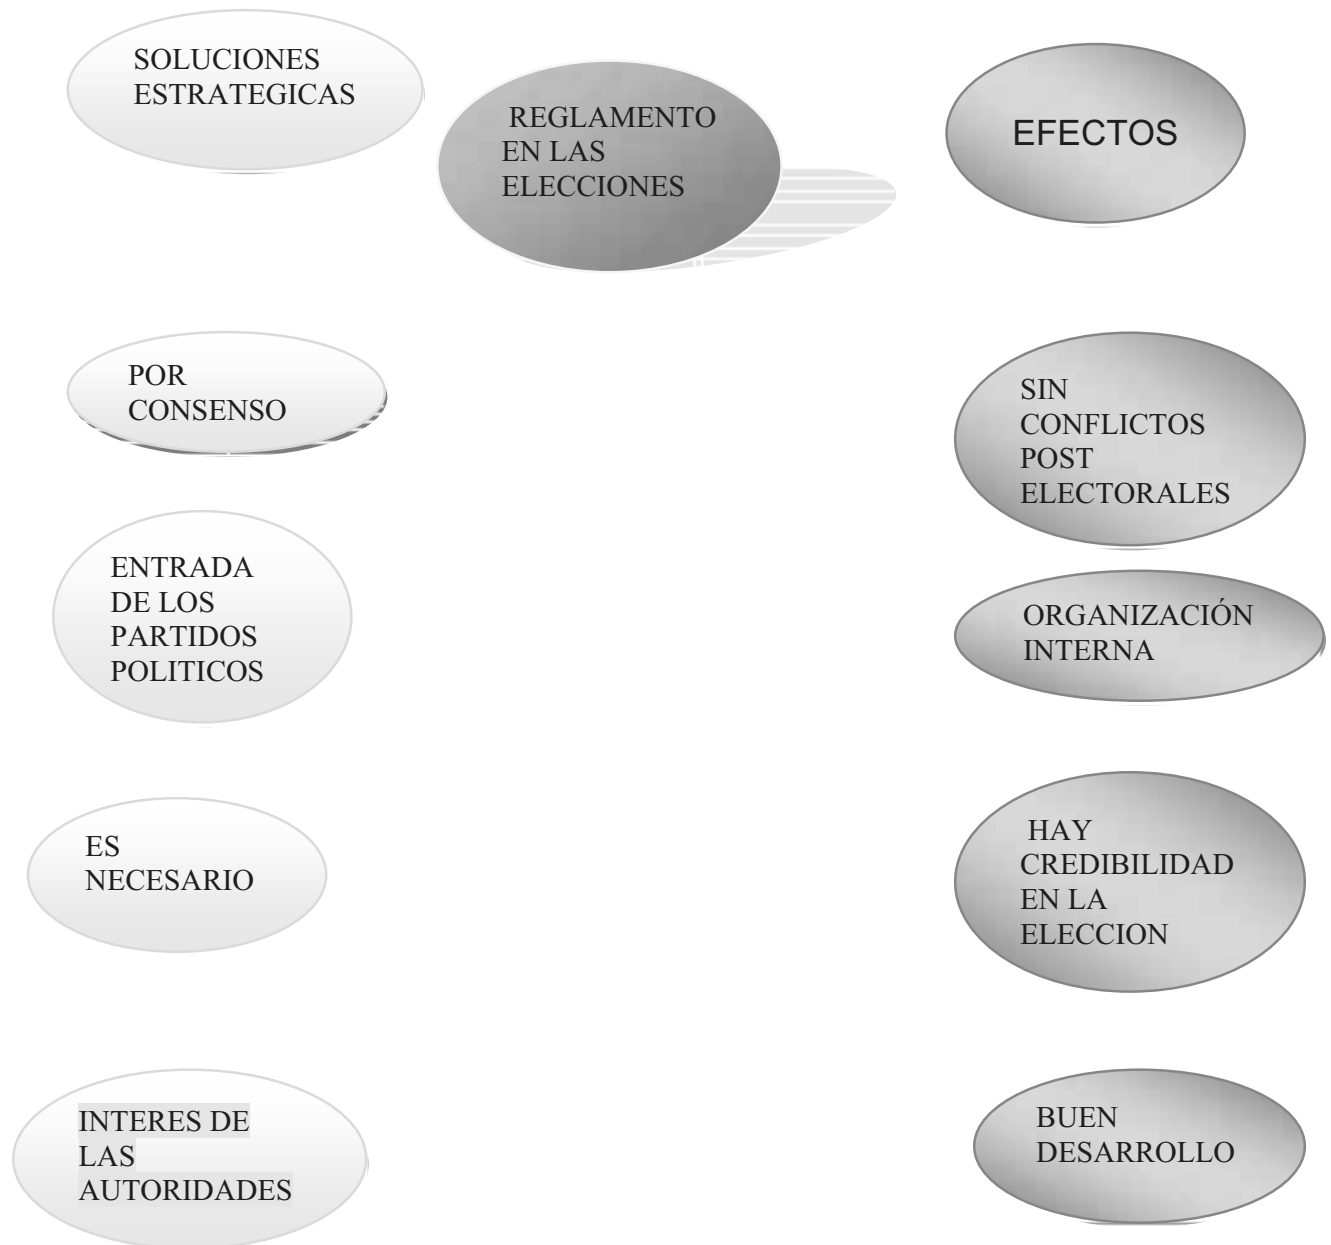 SOLUCIONES
ESTRATEGICAS
REGLAMENTO
EN LAS
ELECCIONES
EFECTOS
POR
CONSENSO
SIN
CONFLICTOS
POST
ELECTORALES
ENTRADA
DE LOS
PARTIDOS
POLITICOS
ORGANIZACIÓN
INTERNA
ES
NECESARIO
HAY
CREDIBILIDAD
EN LA
ELECCION
INTERES DE
LAS
AUTORIDADES
BUEN
DESARROLLO